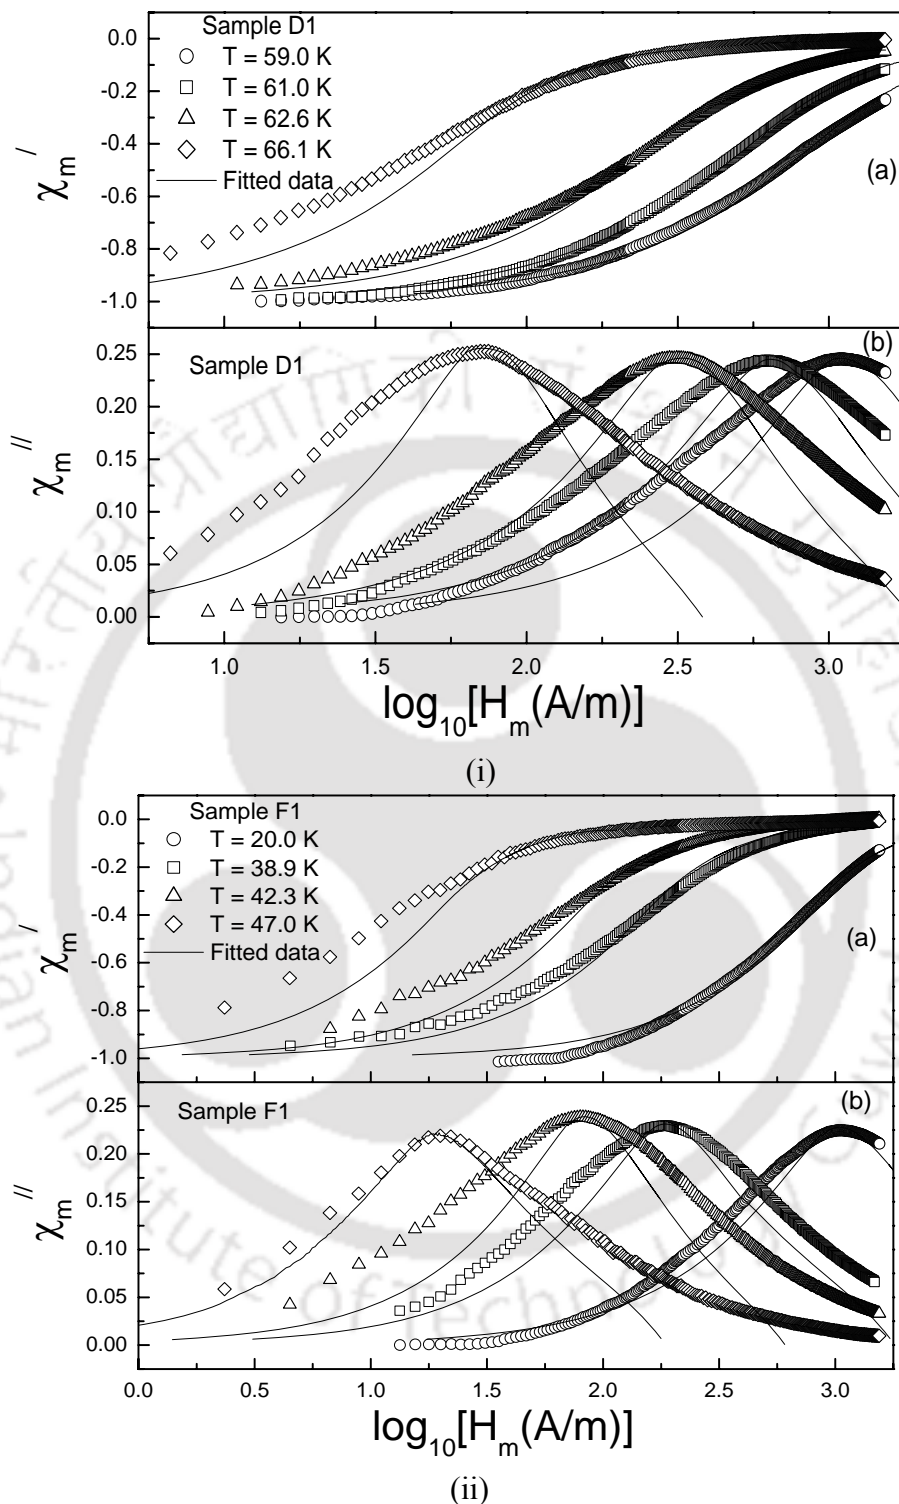 Sample D1
T = 59.0 K
T = 61.0 K
T = 62.6 K
T = 66.1 K
Fitted data
0.0
-0.2
-0.4
-0.6
-0.8
-1.0
χm/
(a)
(b)
Sample D1
0.25
0.20
0.15
0.10
0.05
0.00
χm//
1.0 1.5 2.0 2.5 3.0
log10[Hm(A/m)]
(i)
Sample F1
T = 20.0 K
T = 38.9 K
T = 42.3 K
T = 47.0 K
Fitted data
0.0
-0.2
-0.4
-0.6
-0.8
-1.0
χm/
(a)
(b)
Sample F1
0.25
0.20
0.15
0.10
0.05
0.00
χm//
0.0 0.5 1.0 1.5 2.0 2.5 3.0
log10[Hm(A/m)]
(ii)
Indian Institute of Technology